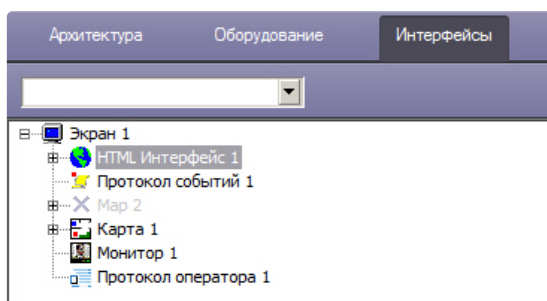 Архитектура Оборудование Интерфейсы
Экран 1
HTML Интерфейс 1
Протокол событий 1
Map 2
Карта 1
Монитор 1
Протокол оператора 1